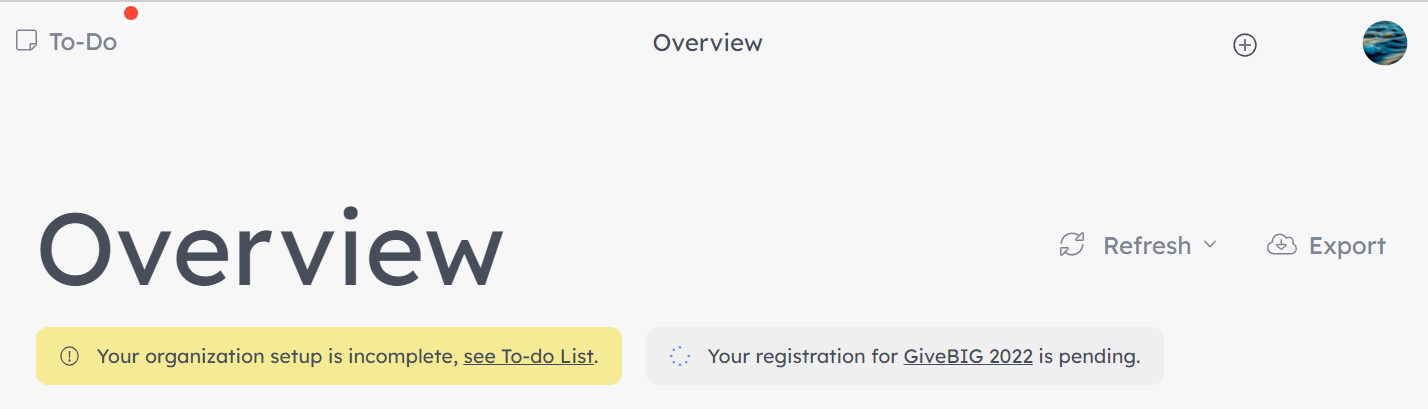 To-Do
Overview
Overview
Refresh
Export
Your organization setup is incomplete, see To-do List.
Your registration for GiveBIG 2022 is pending.